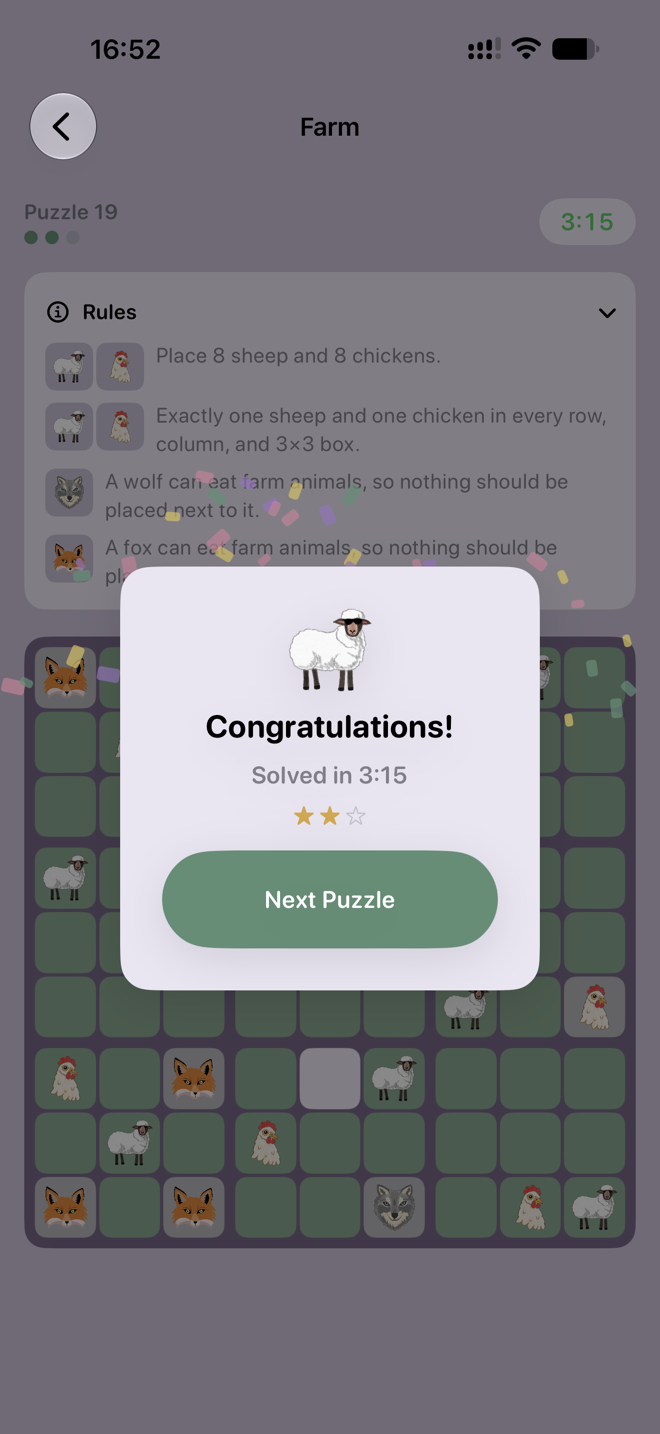 16:52
Farm
Puzzle 19
3:15
Rules
Place 8 sheep and 8 chickens.
Exactly one sheep and one chicken in every row,
column, and 3×3 box.
A wolf can eat farm animals, so nothing should be
placed next to it.
A fox can eat farm animals, so nothing should be
Congratulations!
Solved in 3:15
Next Puzzle